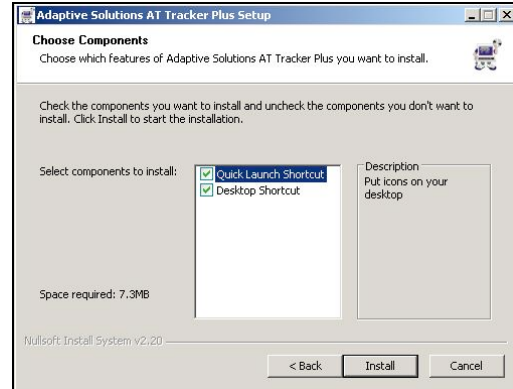 Adaptive Solutions AT Tracker Plus Setup
Choose Components
Choose which features of Adaptive Solutions AT Tracker Plus you want to install.
Check the components you want to install and uncheck the components you don't want to
install. Click Install to start the installation.
Select components to install:
Quick Launch Shortcut
Desktop Shortcut
Description
Put icons on your
desktop
Space required: 7.3MB
Nullsoft Install System v2.20
< Back
Install
Cancel